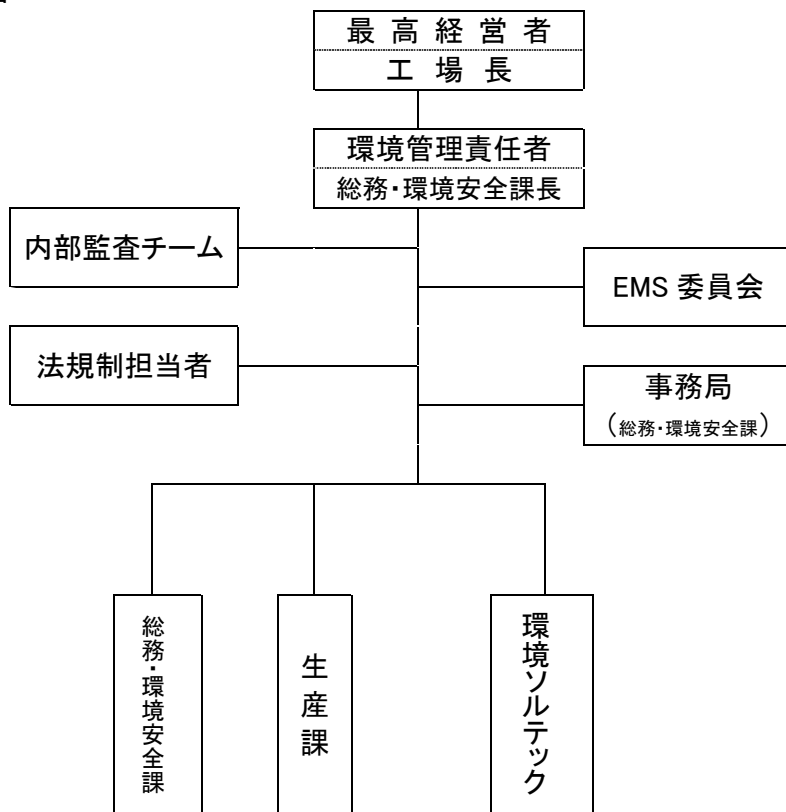 最高経営者
工場長
環境管理責任者
総務・環境安全課長
内部監査チーム
EMS 委員会
法規制担当者
事務局
（総務・環境安全課）
総務・環境安全課
生産課
環境ソルテック